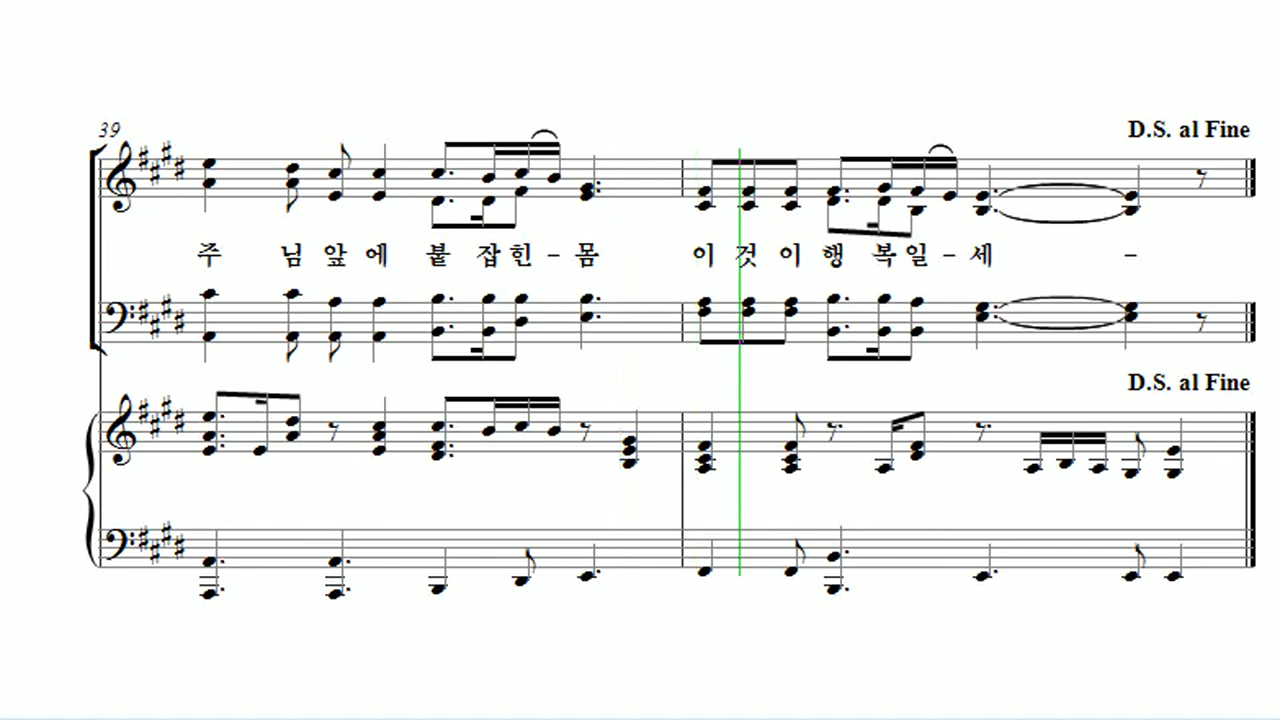 39
D.S. al Fine
주 님 앞 에 붙 잡 힌 - 몸 이 것 이 행 복 일 - 세 -
D.S. al Fine